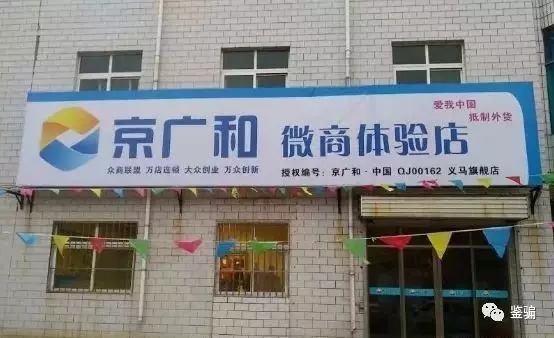 京广和
众商联盟 万店连锁 大众创业 万众创新
微商体验店
爱我中国
抵制外货
授权编号：京广和·中国 QJ00162 义马旗舰店
鉴骗